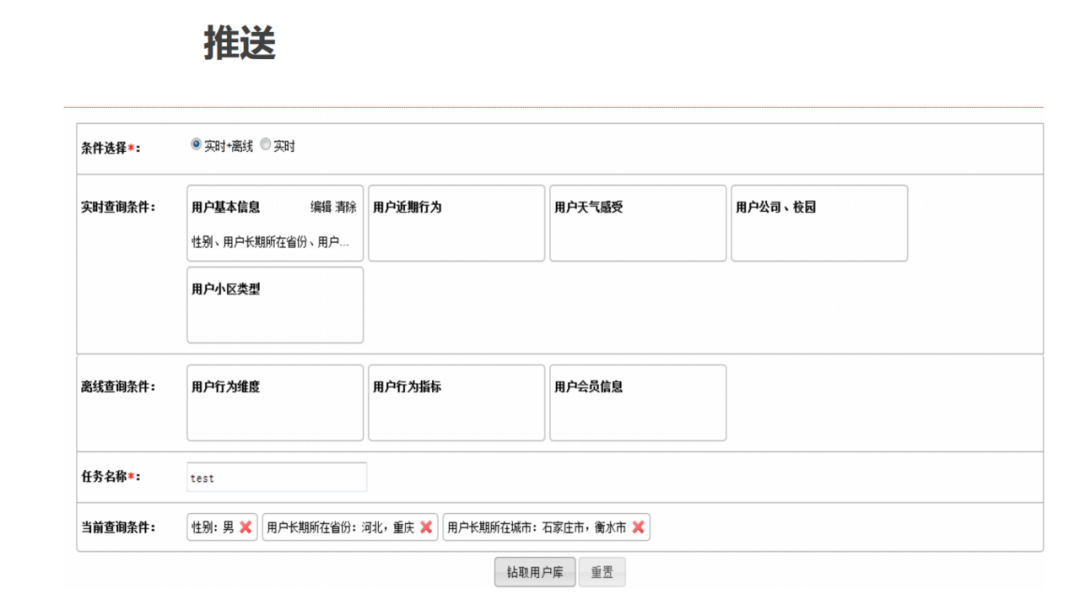 推送
条件选择*： 实时+离线 实时
实时查询条件： 用户基本信息 编辑 清除 用户近期行为 用户天气感受 用户公司、校园
性别、用户长期所在省份、用户...
用户小区类型
离线查询条件： 用户行为维度 用户行为指标 用户会员信息
任务名称*： test
当前查询条件： 性别：男 用户长期所在省份：河北，重庆 用户长期所在城市：石家庄市，衡水市
钻取用户库 重置